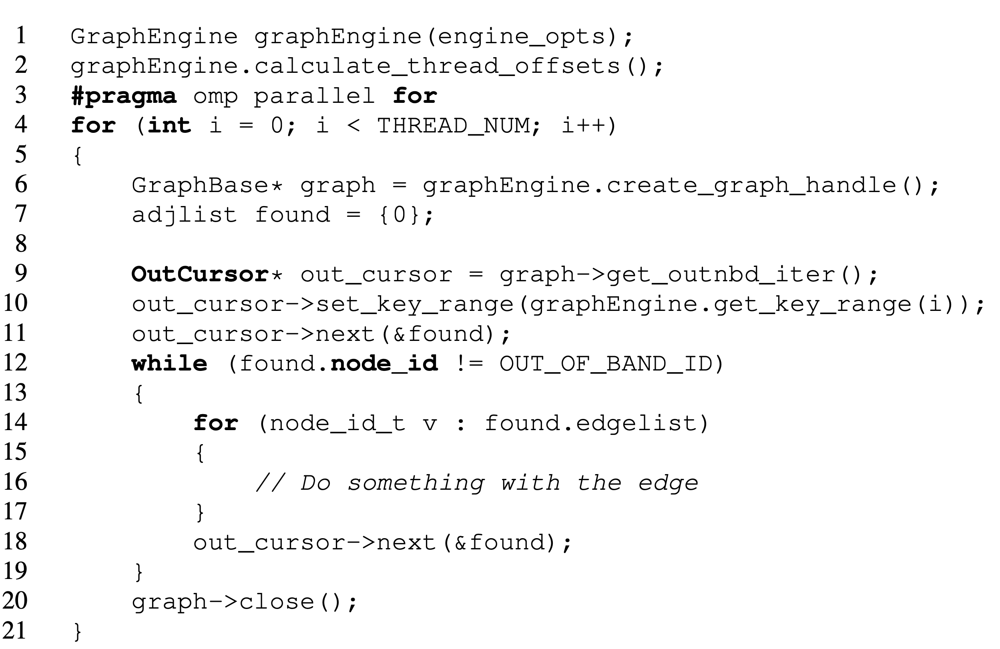 1 GraphEngine graphEngine(engine_opts);
2 graphEngine.calculate_thread_offsets();
3 #pragma omp parallel for
4 for (int i = 0; i < THREAD_NUM; i++)
5 {
6 GraphBase* graph = graphEngine.create_graph_handle();
7 adjlist found = {0};
8
9 OutCursor* out_cursor = graph->get_outnbd_iter();
10 out_cursor->set_key_range(graphEngine.get_key_range(i));
11 out_cursor->next(&found);
12 while (found.node_id != OUT_OF_BAND_ID)
13 {
14 for (node_id_t v : found.edgelist)
15 {
16 // Do something with the edge
17 }
18 out_cursor->next(&found);
19 }
20 graph->close();
21 }